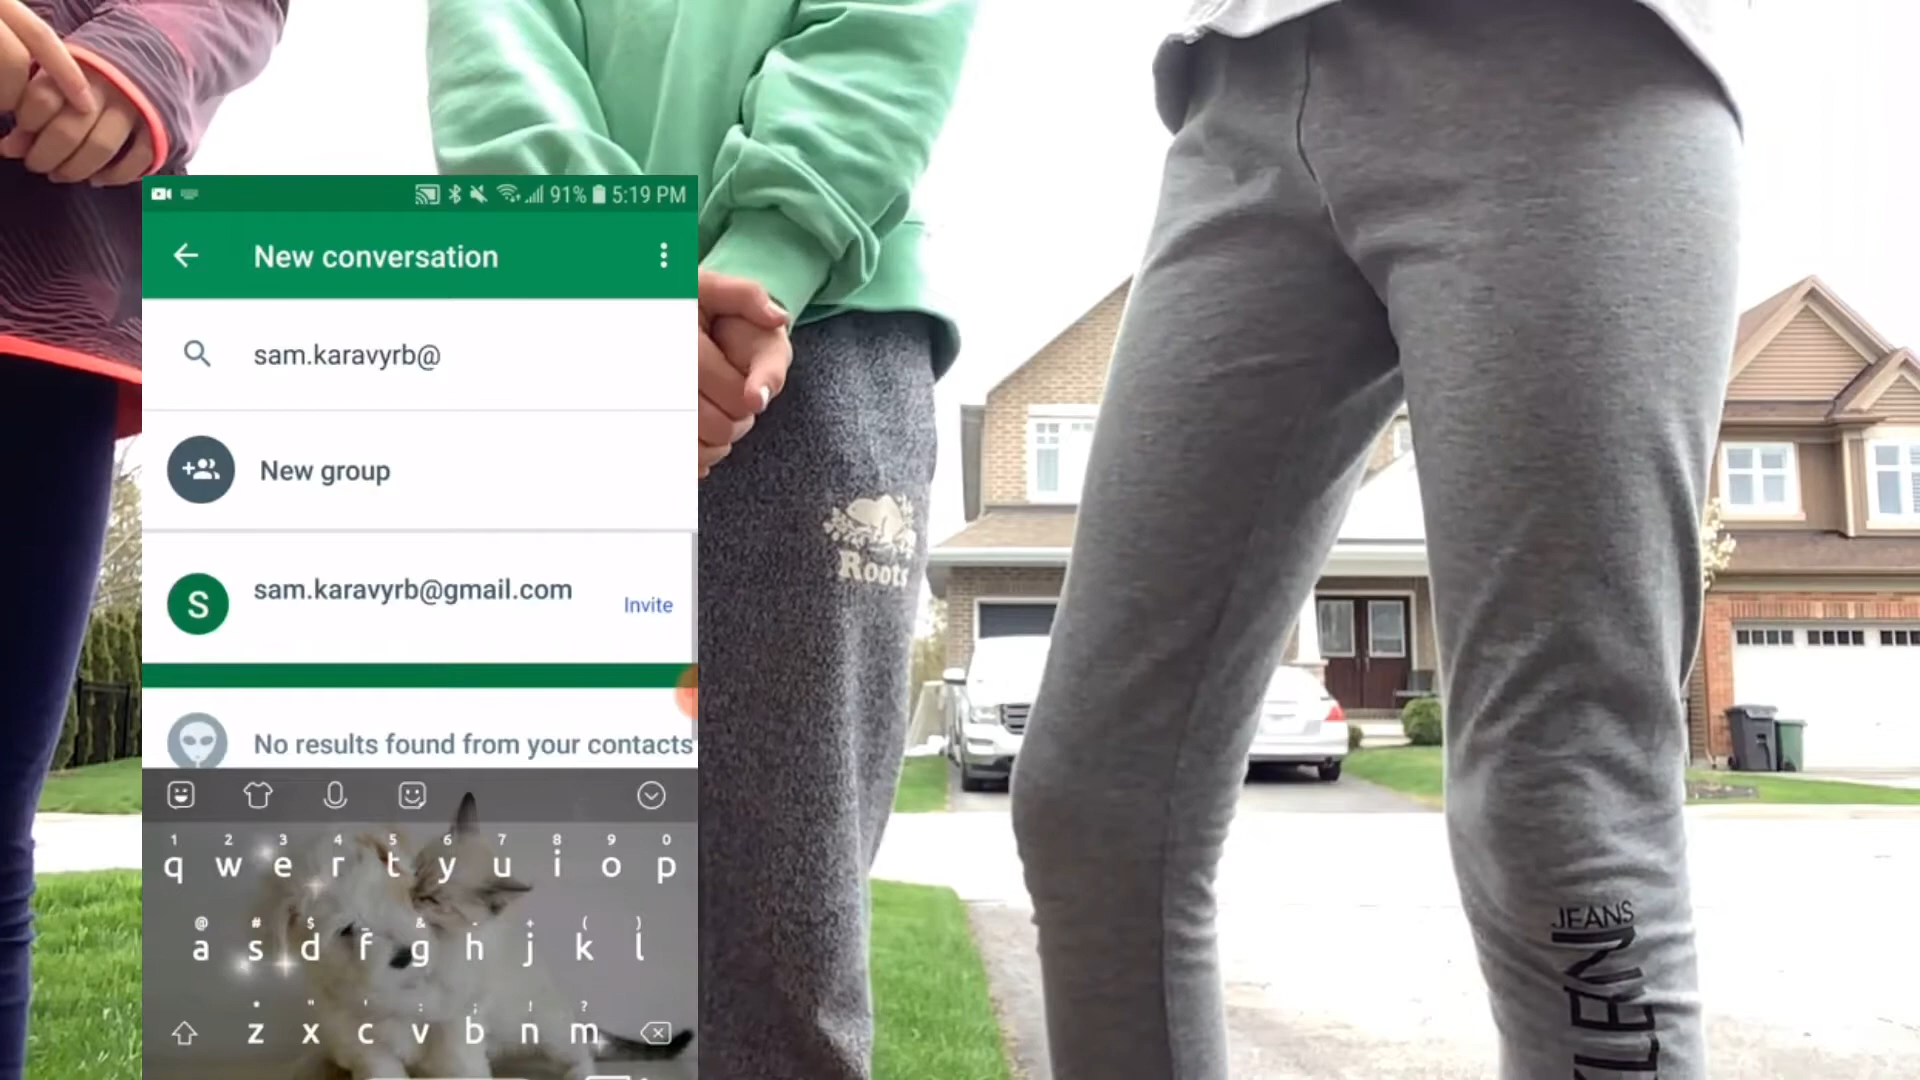 91% 5:19 PM
New conversation
sam.karavyrb@
New group
S
sam.karavyrb@gmail.com
Invite
No results found from your contacts
1 2 3 4 5 6 7 8 9 0
q w e r t y u i o p
@ # $ _ & - + ( )
a s d f g h j k l
* " ' : ; ! ?
z x c v b n m
Roots
JEANS
KLEIN